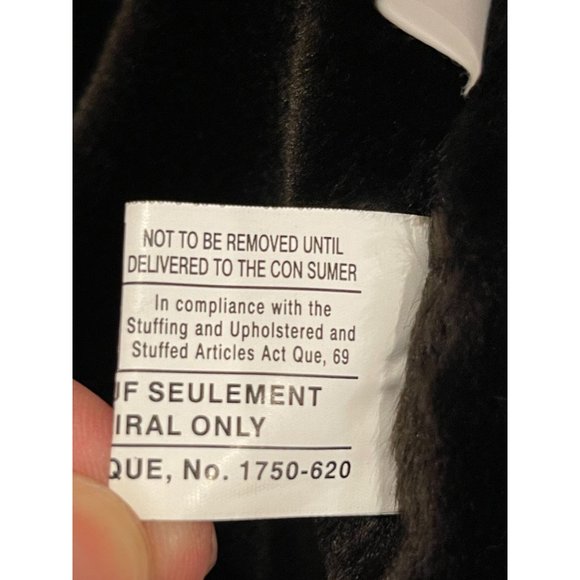 NOT TO BE REMOVED UNTIL
DELIVERED TO THE CON SUMER
In compliance with the
Stuffing and Upholstered and
Stuffed Articles Act Que, 69
UF SEULEMENT
IRAL ONLY
QUE, No. 1750-620